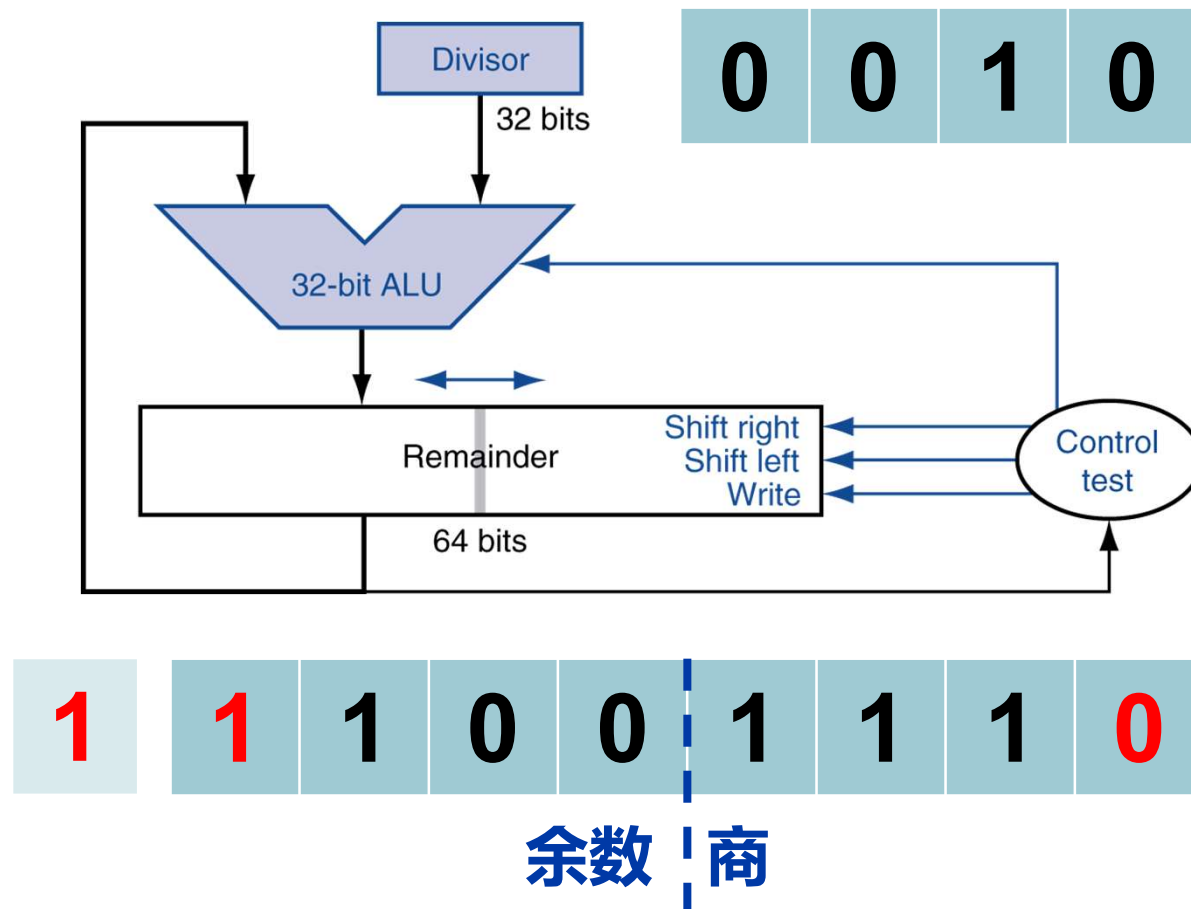 Divisor
0 0 1 0
32 bits
32-bit ALU
Remainder
Shift right
Shift left
Write
Control
test
64 bits
1 1 1 0 0 1 1 1 0
余数 商